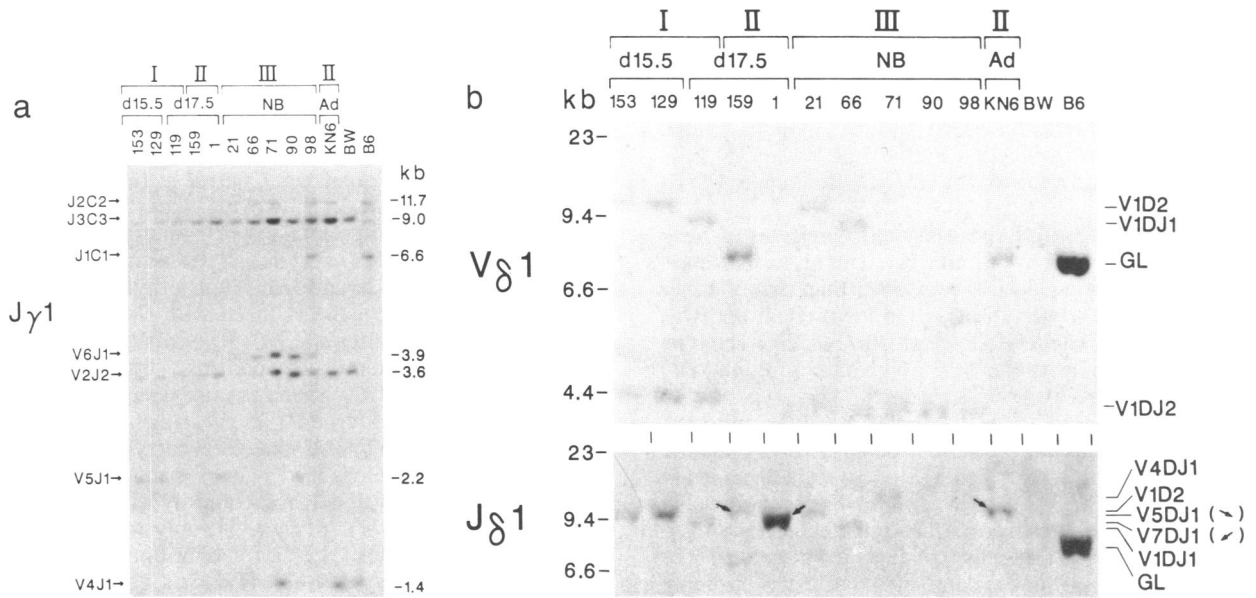 a
I II III II
d15.5 d17.5 NB Ad
153 129 119 159 1 21 66 71 90 98 KN6 BW B6
kb
J2C2→ -11.7
J3C3→ -9.0
J1C1→ -6.6
Jγ1
V6J1→ -3.9
V2J2→ -3.6
V5J1→ -2.2
V4J1→ -1.4
b
I II III II
d15.5 d17.5 NB Ad
kb 153 129 119 159 1 21 66 71 90 98 KN6 BW B6
23-
9.4-
6.6-
4.4-
Vδ1
-V1D2
-V1DJ1
-GL
-V1DJ2
23-
9.4-
6.6-
Jδ1
V4DJ1
V1D2
V5DJ1 (➘)
V7DJ1 (↙)
V1DJ1
GL